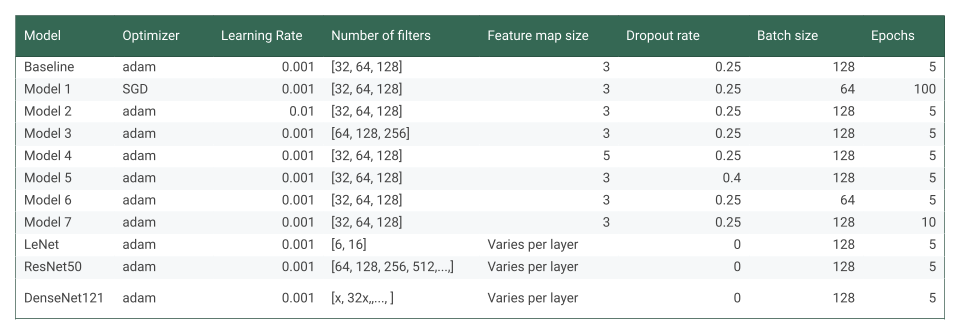 Model Optimizer Learning Rate Number of filters Feature map size Dropout rate Batch size Epochs
Baseline adam 0.001 [32, 64, 128] 3 0.25 128 5
Model 1 SGD 0.001 [32, 64, 128] 3 0.25 64 100
Model 2 adam 0.01 [32, 64, 128] 3 0.25 128 5
Model 3 adam 0.001 [64, 128, 256] 3 0.25 128 5
Model 4 adam 0.001 [32, 64, 128] 5 0.25 128 5
Model 5 adam 0.001 [32, 64, 128] 3 0.4 128 5
Model 6 adam 0.001 [32, 64, 128] 3 0.25 64 5
Model 7 adam 0.001 [32, 64, 128] 3 0.25 128 10
LeNet adam 0.001 [6, 16] Varies per layer 0 128 5
ResNet50 adam 0.001 [64, 128, 256, 512,...,] Varies per layer 0 128 5
DenseNet121 adam 0.001 [x, 32x,,..., ] Varies per layer 0 128 5